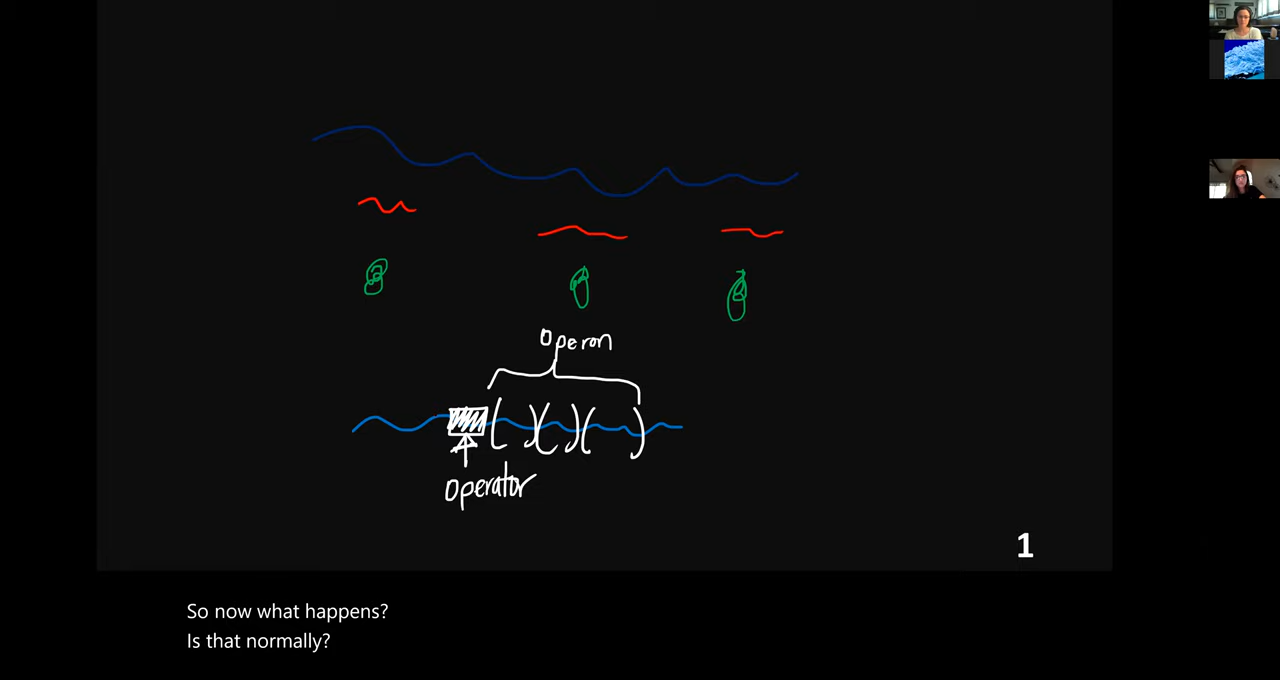 Operon
operator
1
So now what happens?
Is that normally?